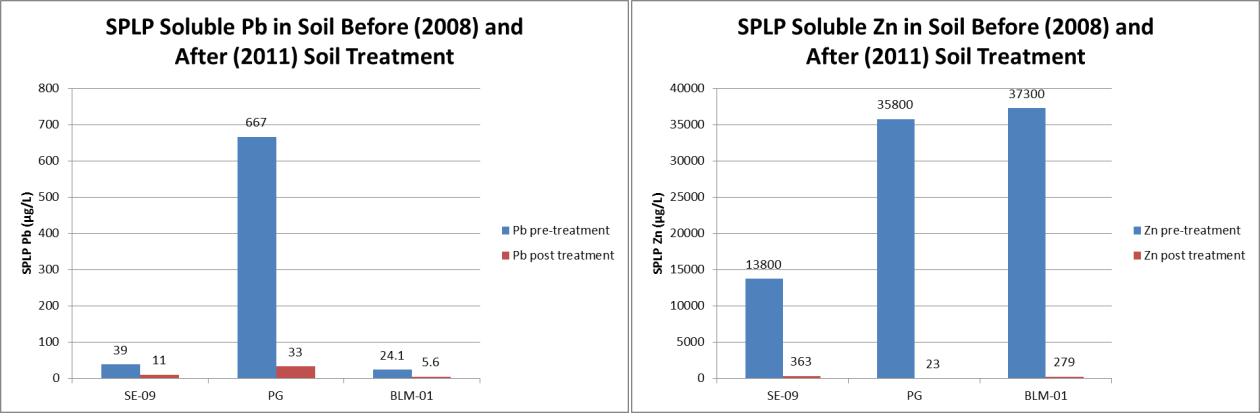 SPLP Soluble Pb in Soil Before (2008) and
After (2011) Soil Treatment
800
700
600
500
400
300
200
100
0
SPLP Pb (µg/L)
39
11
667
33
24.1
5.6
SE-09
PG
BLM-01
Pb pre-treatment
Pb post treatment
SPLP Soluble Zn in Soil Before (2008) and
After (2011) Soil Treatment
40000
35000
30000
25000
20000
15000
10000
5000
0
SPLP Zn (µg/L)
13800
363
35800
23
37300
279
SE-09
PG
BLM-01
Zn pre-treatment
Zn post treatment